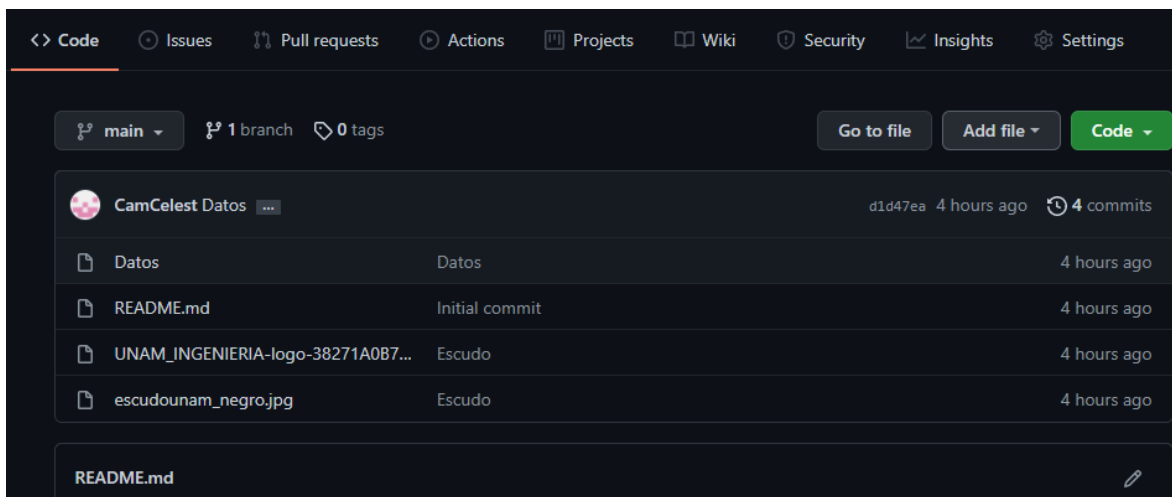 <> Code Issues Pull requests Actions Projects Wiki Security Insights Settings
main 1 branch 0 tags Go to file Add file Code
CamCelest Datos ... d1d47ea 4 hours ago 4 commits
Datos Datos 4 hours ago
README.md Initial commit 4 hours ago
UNAM_INGENIERIA-logo-38271A0B7... Escudo 4 hours ago
escudounam_negro.jpg Escudo 4 hours ago
README.md